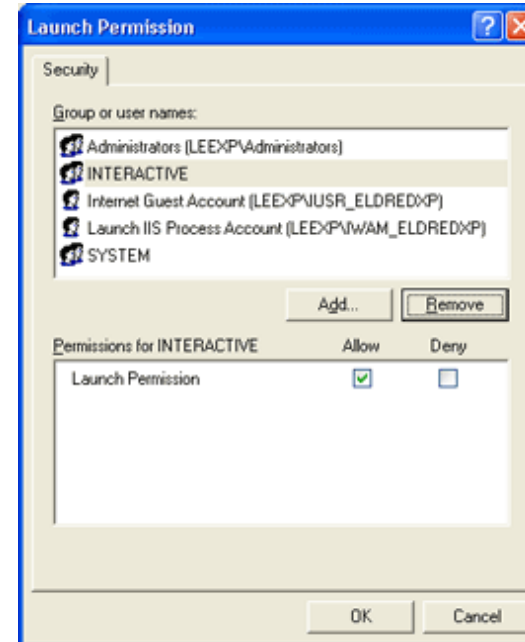 Launch Permission
Security
Group or user names:
Administrators (LEEXP\Administrators)
INTERACTIVE
Internet Guest Account (LEEXP\IUSR_ELDREDXP)
Launch IIS Process Account (LEEXP\IWAM_ELDREDXP)
SYSTEM
Add... Remove
Permissions for INTERACTIVE Allow Deny
Launch Permission
OK Cancel